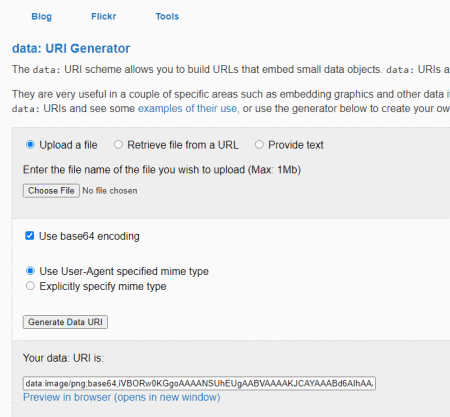 Blog Flickr Tools
data: URI Generator
The data: URI scheme allows you to build URLs that embed small data objects. data: URIs a
They are very useful in a couple of specific areas such as embedding graphics and other data i
data: URIs and see some examples of their use, or use the generator below to create your ow
Upload a file Retrieve file from a URL Provide text
Enter the file name of the file you wish to upload (Max: 1Mb)
Choose File No file chosen
Use base64 encoding
Use User-Agent specified mime type
Explicitly specify mime type
Generate Data URI
Your data: URI is:
data:image/png;base64,iVBORw0KGgoAAAANSUhEUgAABVAAAAKJCAYAAABd6AlhAA
Preview in browser (opens in new window)